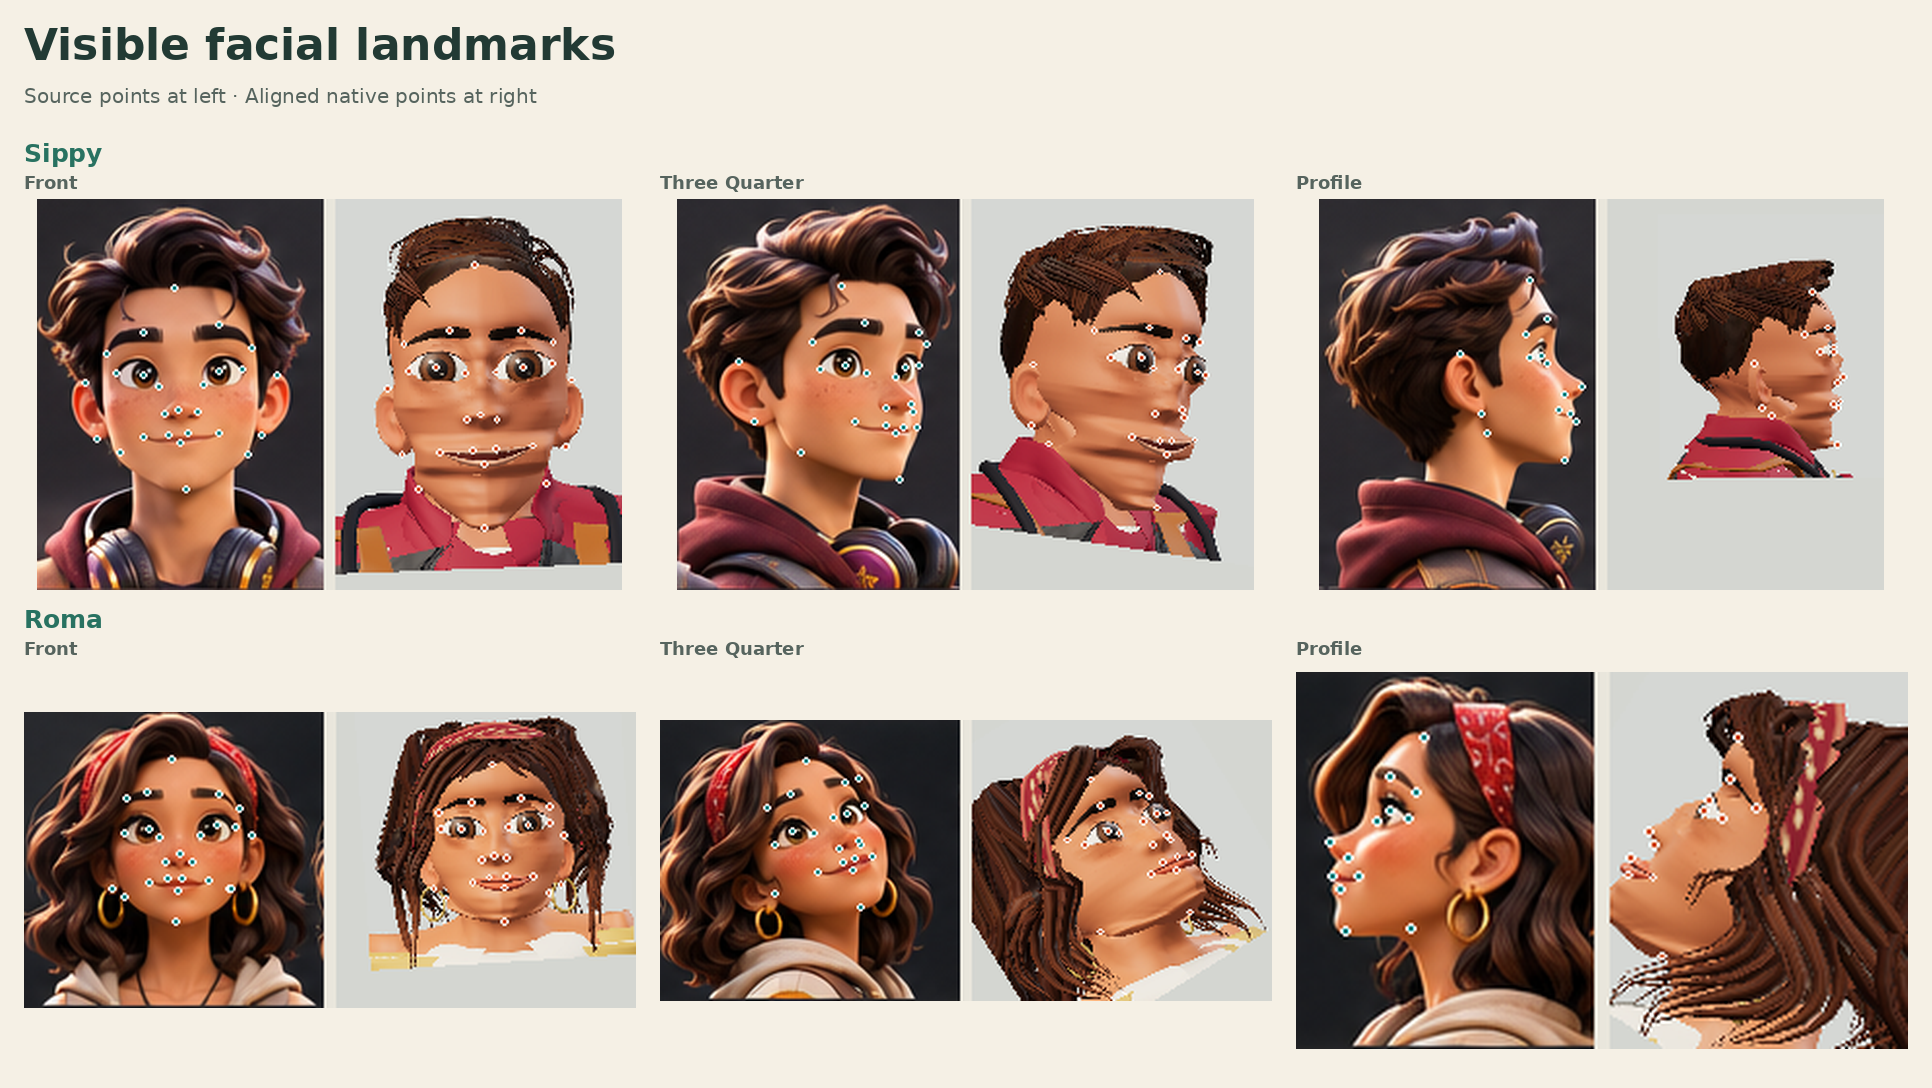 Visible facial landmarks
Source points at left · Aligned native points at right
Sippy
Front
Three Quarter
Profile
Roma
Front
Three Quarter
Profile